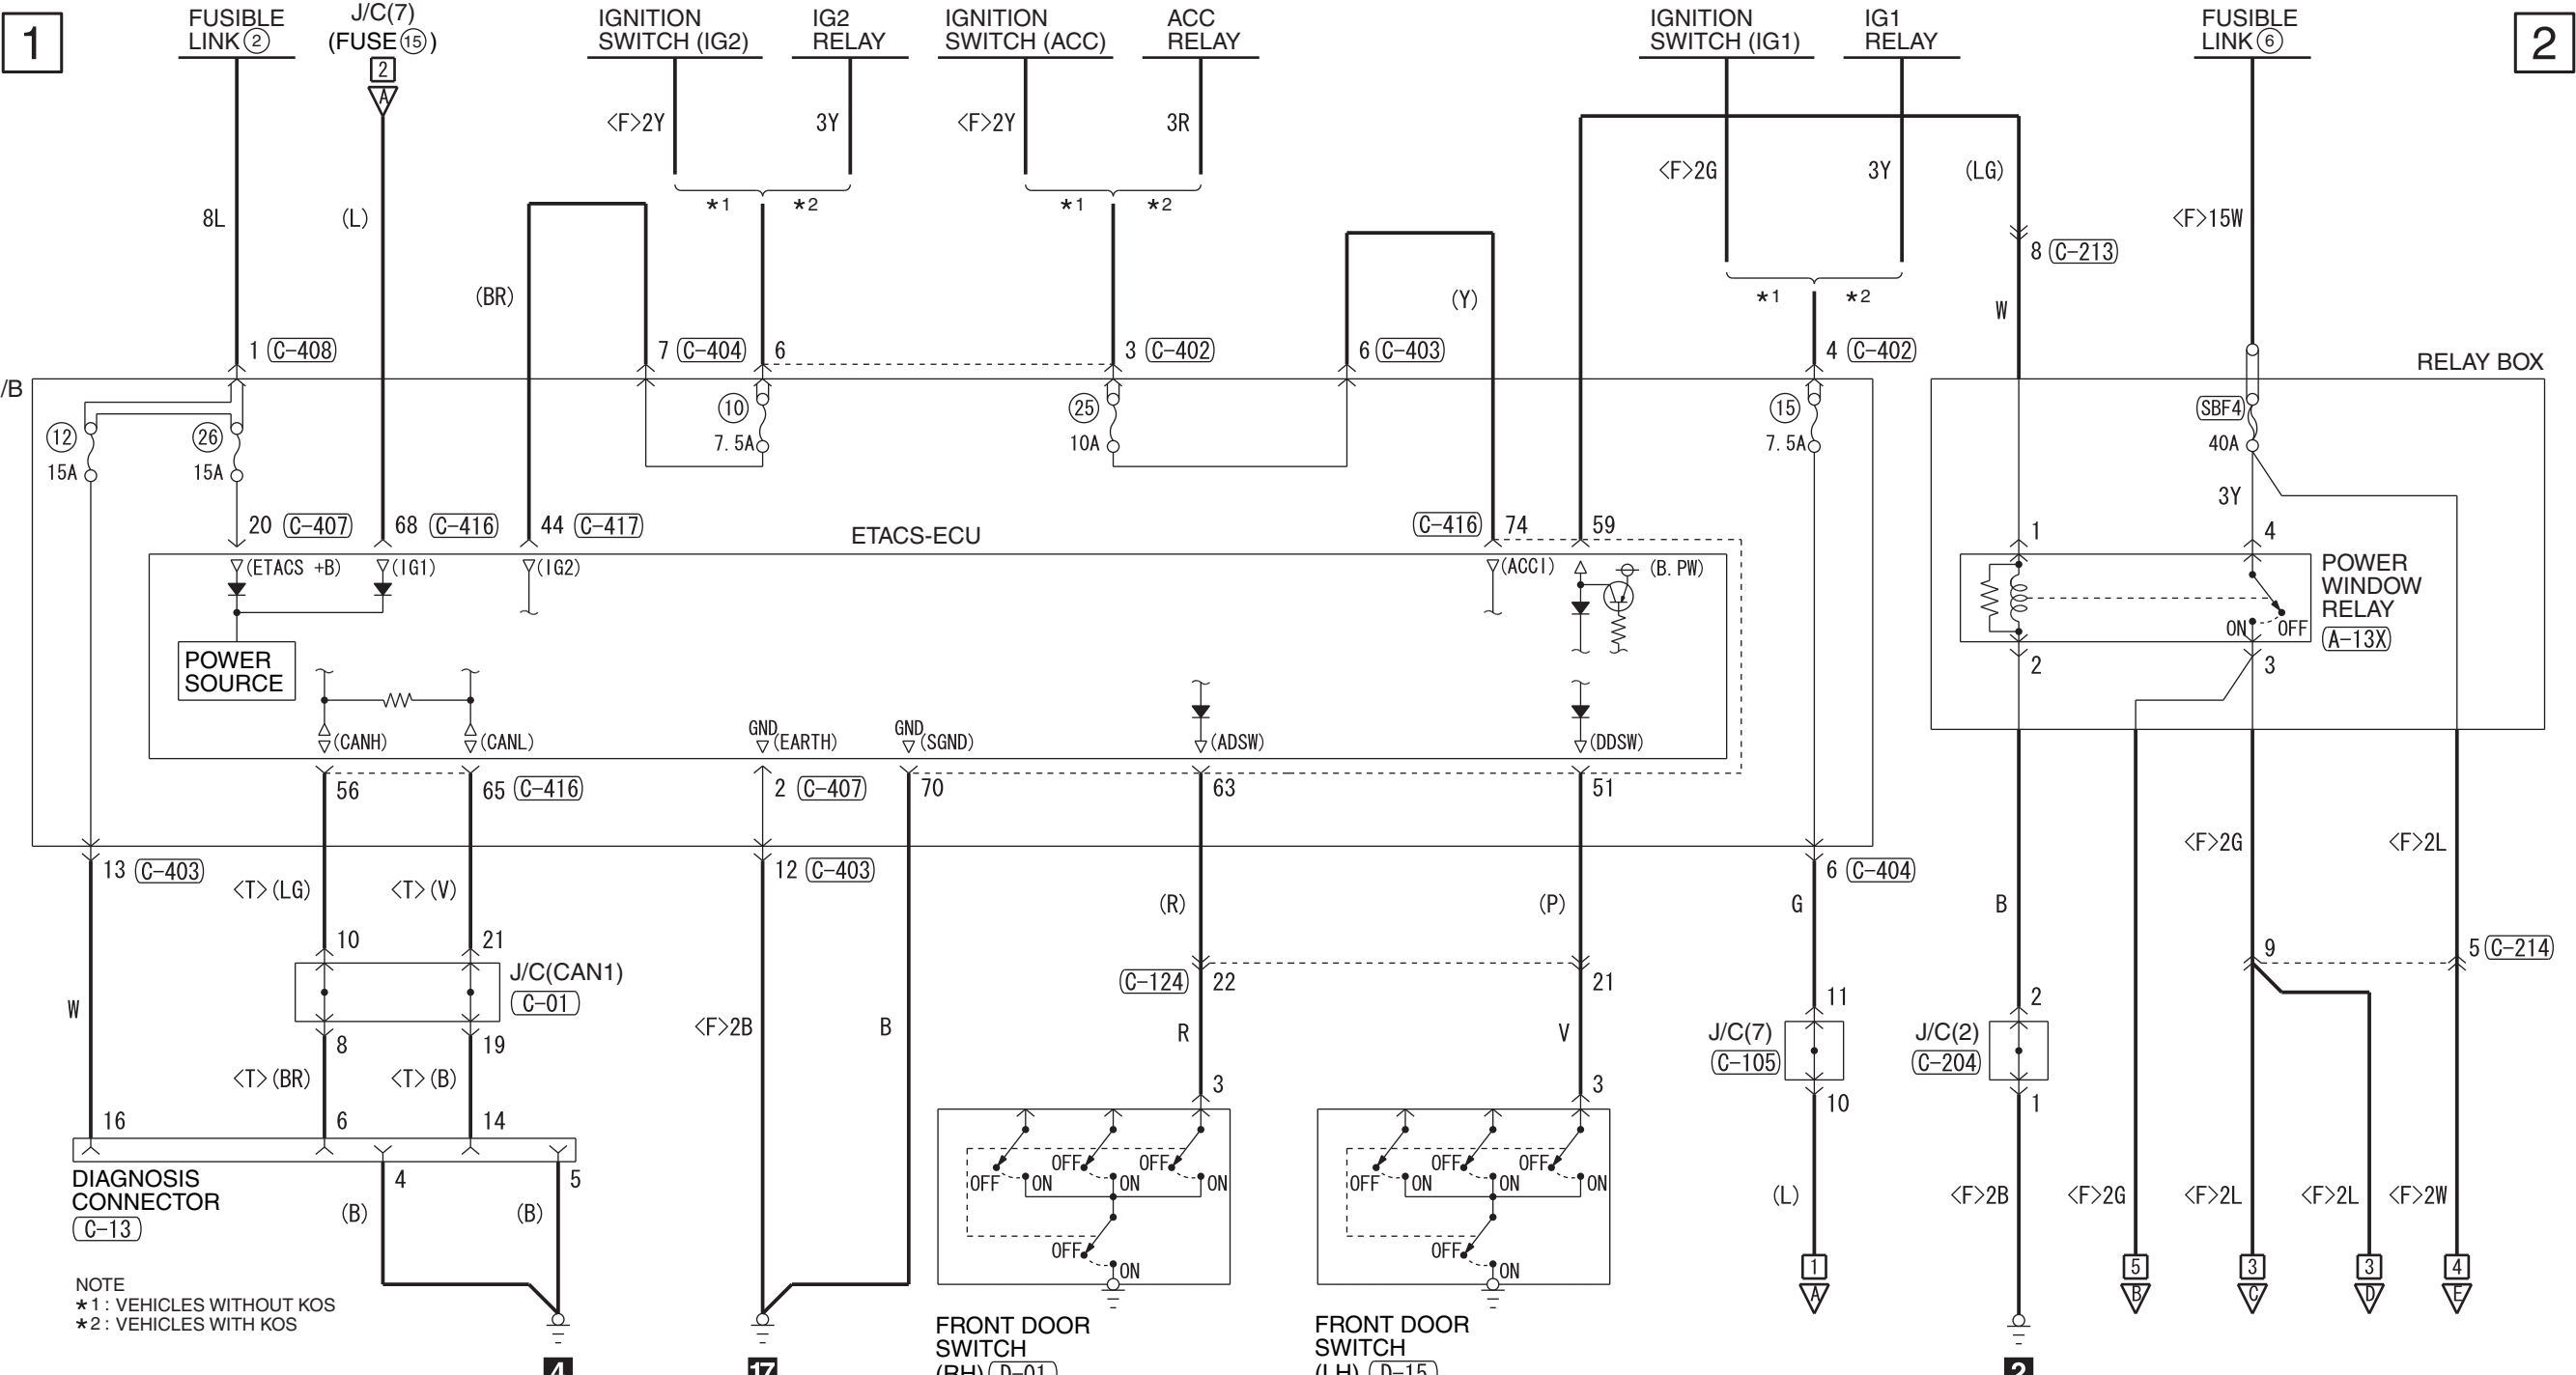 1
FUSIBLE
LINK ②
J/C(7)
(FUSE ⑮)
2
A
IGNITION
SWITCH (IG2)
IG2
RELAY
IGNITION
SWITCH (ACC)
ACC
RELAY
IGNITION
SWITCH (IG1)
IG1
RELAY
FUSIBLE
LINK ⑥
2
<F>2Y
3Y
<F>2Y
3R
<F>2G
3Y
(LG)
8L
(L)
*1
*2
*1
*2
<F>15W
8 (C-213)
(BR)
(Y)
*1
*2
W
1 (C-408)
7 (C-404) 6
3 (C-402)
6 (C-403)
4 (C-402)
RELAY BOX
/B
⑫
15A
㉖
15A
⑩
7.5A
㉕
10A
⑮
7.5A
SBF4
40A
3Y
20 (C-407)
68 (C-416)
44 (C-417)
ETACS-ECU
(C-416) 74
59
1
4
(ETACS +B)
(IG1)
(IG2)
(ACCI)
(B.PW)
POWER
WINDOW
RELAY
(A-13X)
ON
OFF
POWER
SOURCE
2
3
(CANH)
(CANL)
GND
(EARTH)
GND
(SGND)
(ADSW)
(DDSW)
56
65 (C-416)
2 (C-407)
70
63
51
<F>2G
<F>2L
13 (C-403)
12 (C-403)
6 (C-404)
<T>(LG)
<T>(V)
(R)
(P)
G
B
10
21
9
5 (C-214)
J/C(CAN1)
(C-01)
(C-124) 22
21
W
<F>2B
B
R
V
11
2
J/C(7)
(C-105)
J/C(2)
(C-204)
8
19
<T>(BR)
<T>(B)
3
3
10
1
16
6
14
DIAGNOSIS
CONNECTOR
(C-13)
4
5
(B)
(B)
OFF
ON
OFF
ON
OFF
ON
OFF
ON
OFF
ON
OFF
ON
OFF
ON
OFF
ON
(L)
<F>2B
<F>2G
<F>2L
<F>2L
<F>2W
1
A
5
B
3
C
3
D
4
E
NOTE
*1 : VEHICLES WITHOUT KOS
*2 : VEHICLES WITH KOS
4
17
FRONT DOOR
SWITCH
(RH) (D-01)
FRONT DOOR
SWITCH
(LH) (D-15)
2